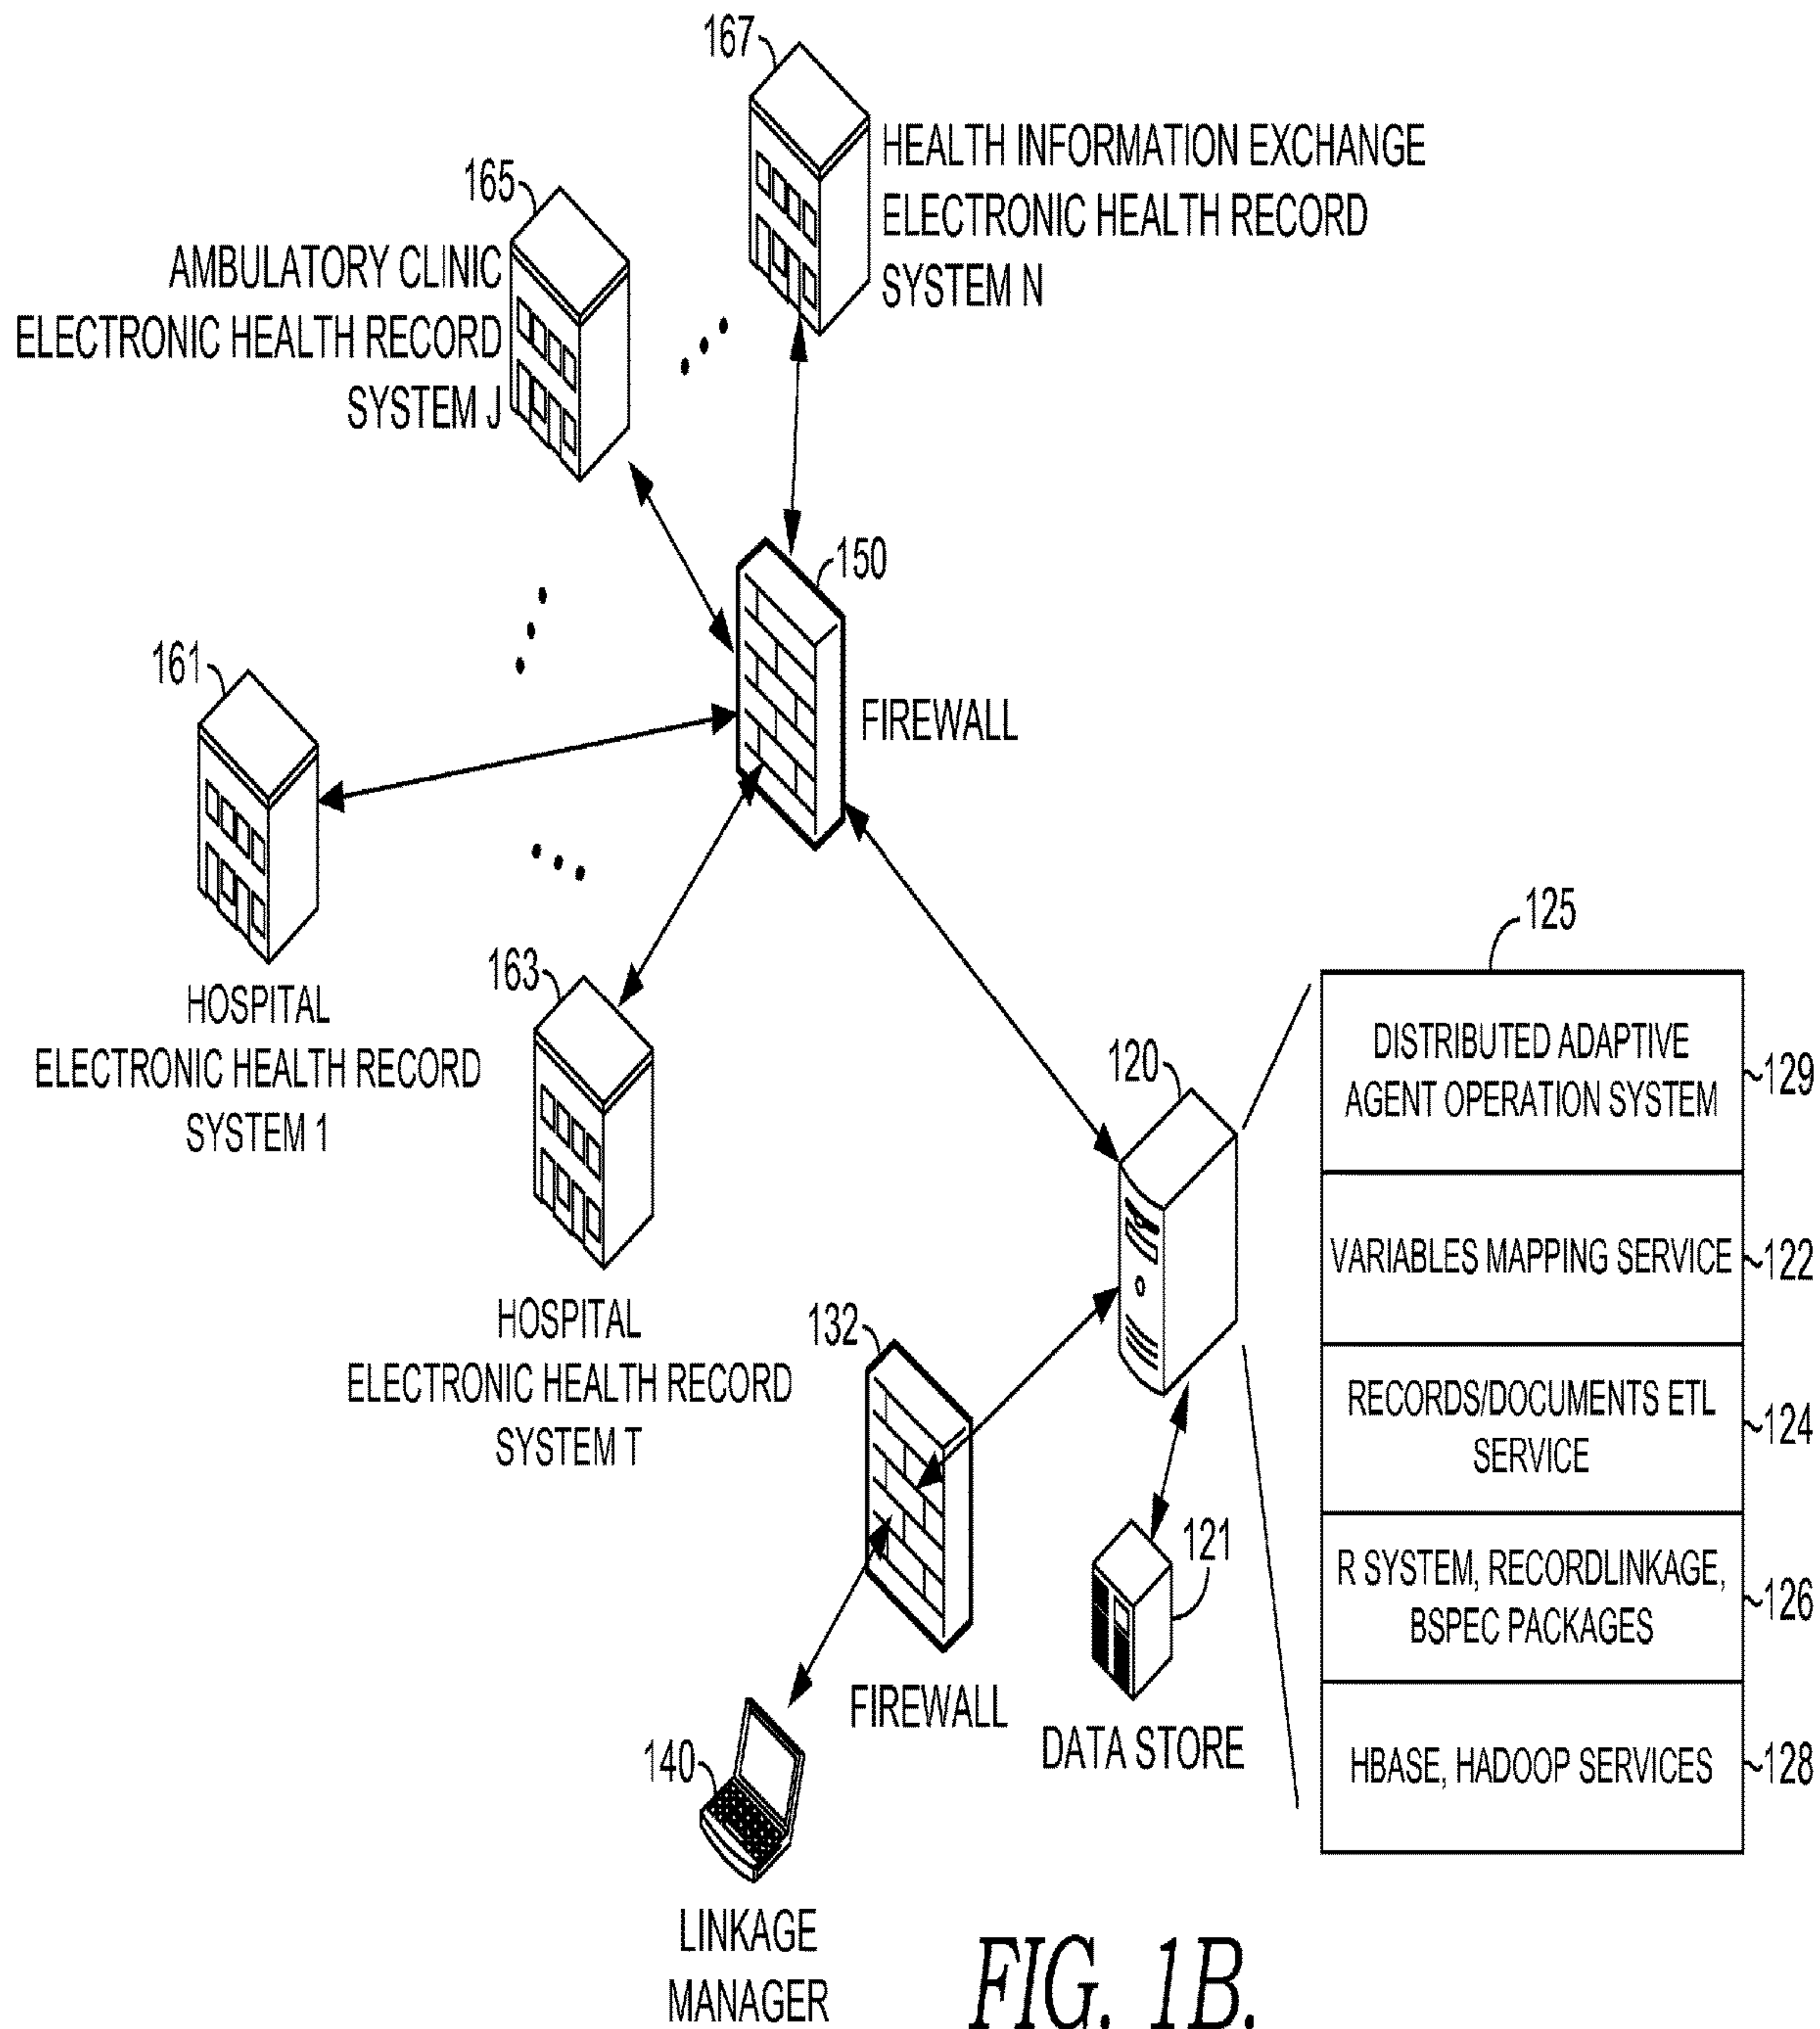 167
HEALTH INFORMATION EXCHANGE
ELECTRONIC HEALTH RECORD
SYSTEM N
165
AMBULATORY CLINIC
ELECTRONIC HEALTH RECORD
SYSTEM J
150
FIREWALL
161
HOSPITAL
ELECTRONIC HEALTH RECORD
SYSTEM 1
163
HOSPITAL
ELECTRONIC HEALTH RECORD
SYSTEM T
120
125
DISTRIBUTED ADAPTIVE
AGENT OPERATION SYSTEM
129
VARIABLES MAPPING SERVICE
122
RECORDS/DOCUMENTS ETL
SERVICE
124
R SYSTEM, RECORDLINKAGE,
BSPEC PACKAGES
126
HBASE, HADOOP SERVICES
128
132
FIREWALL
121
DATA STORE
140
LINKAGE
MANAGER
FIG. 1B.